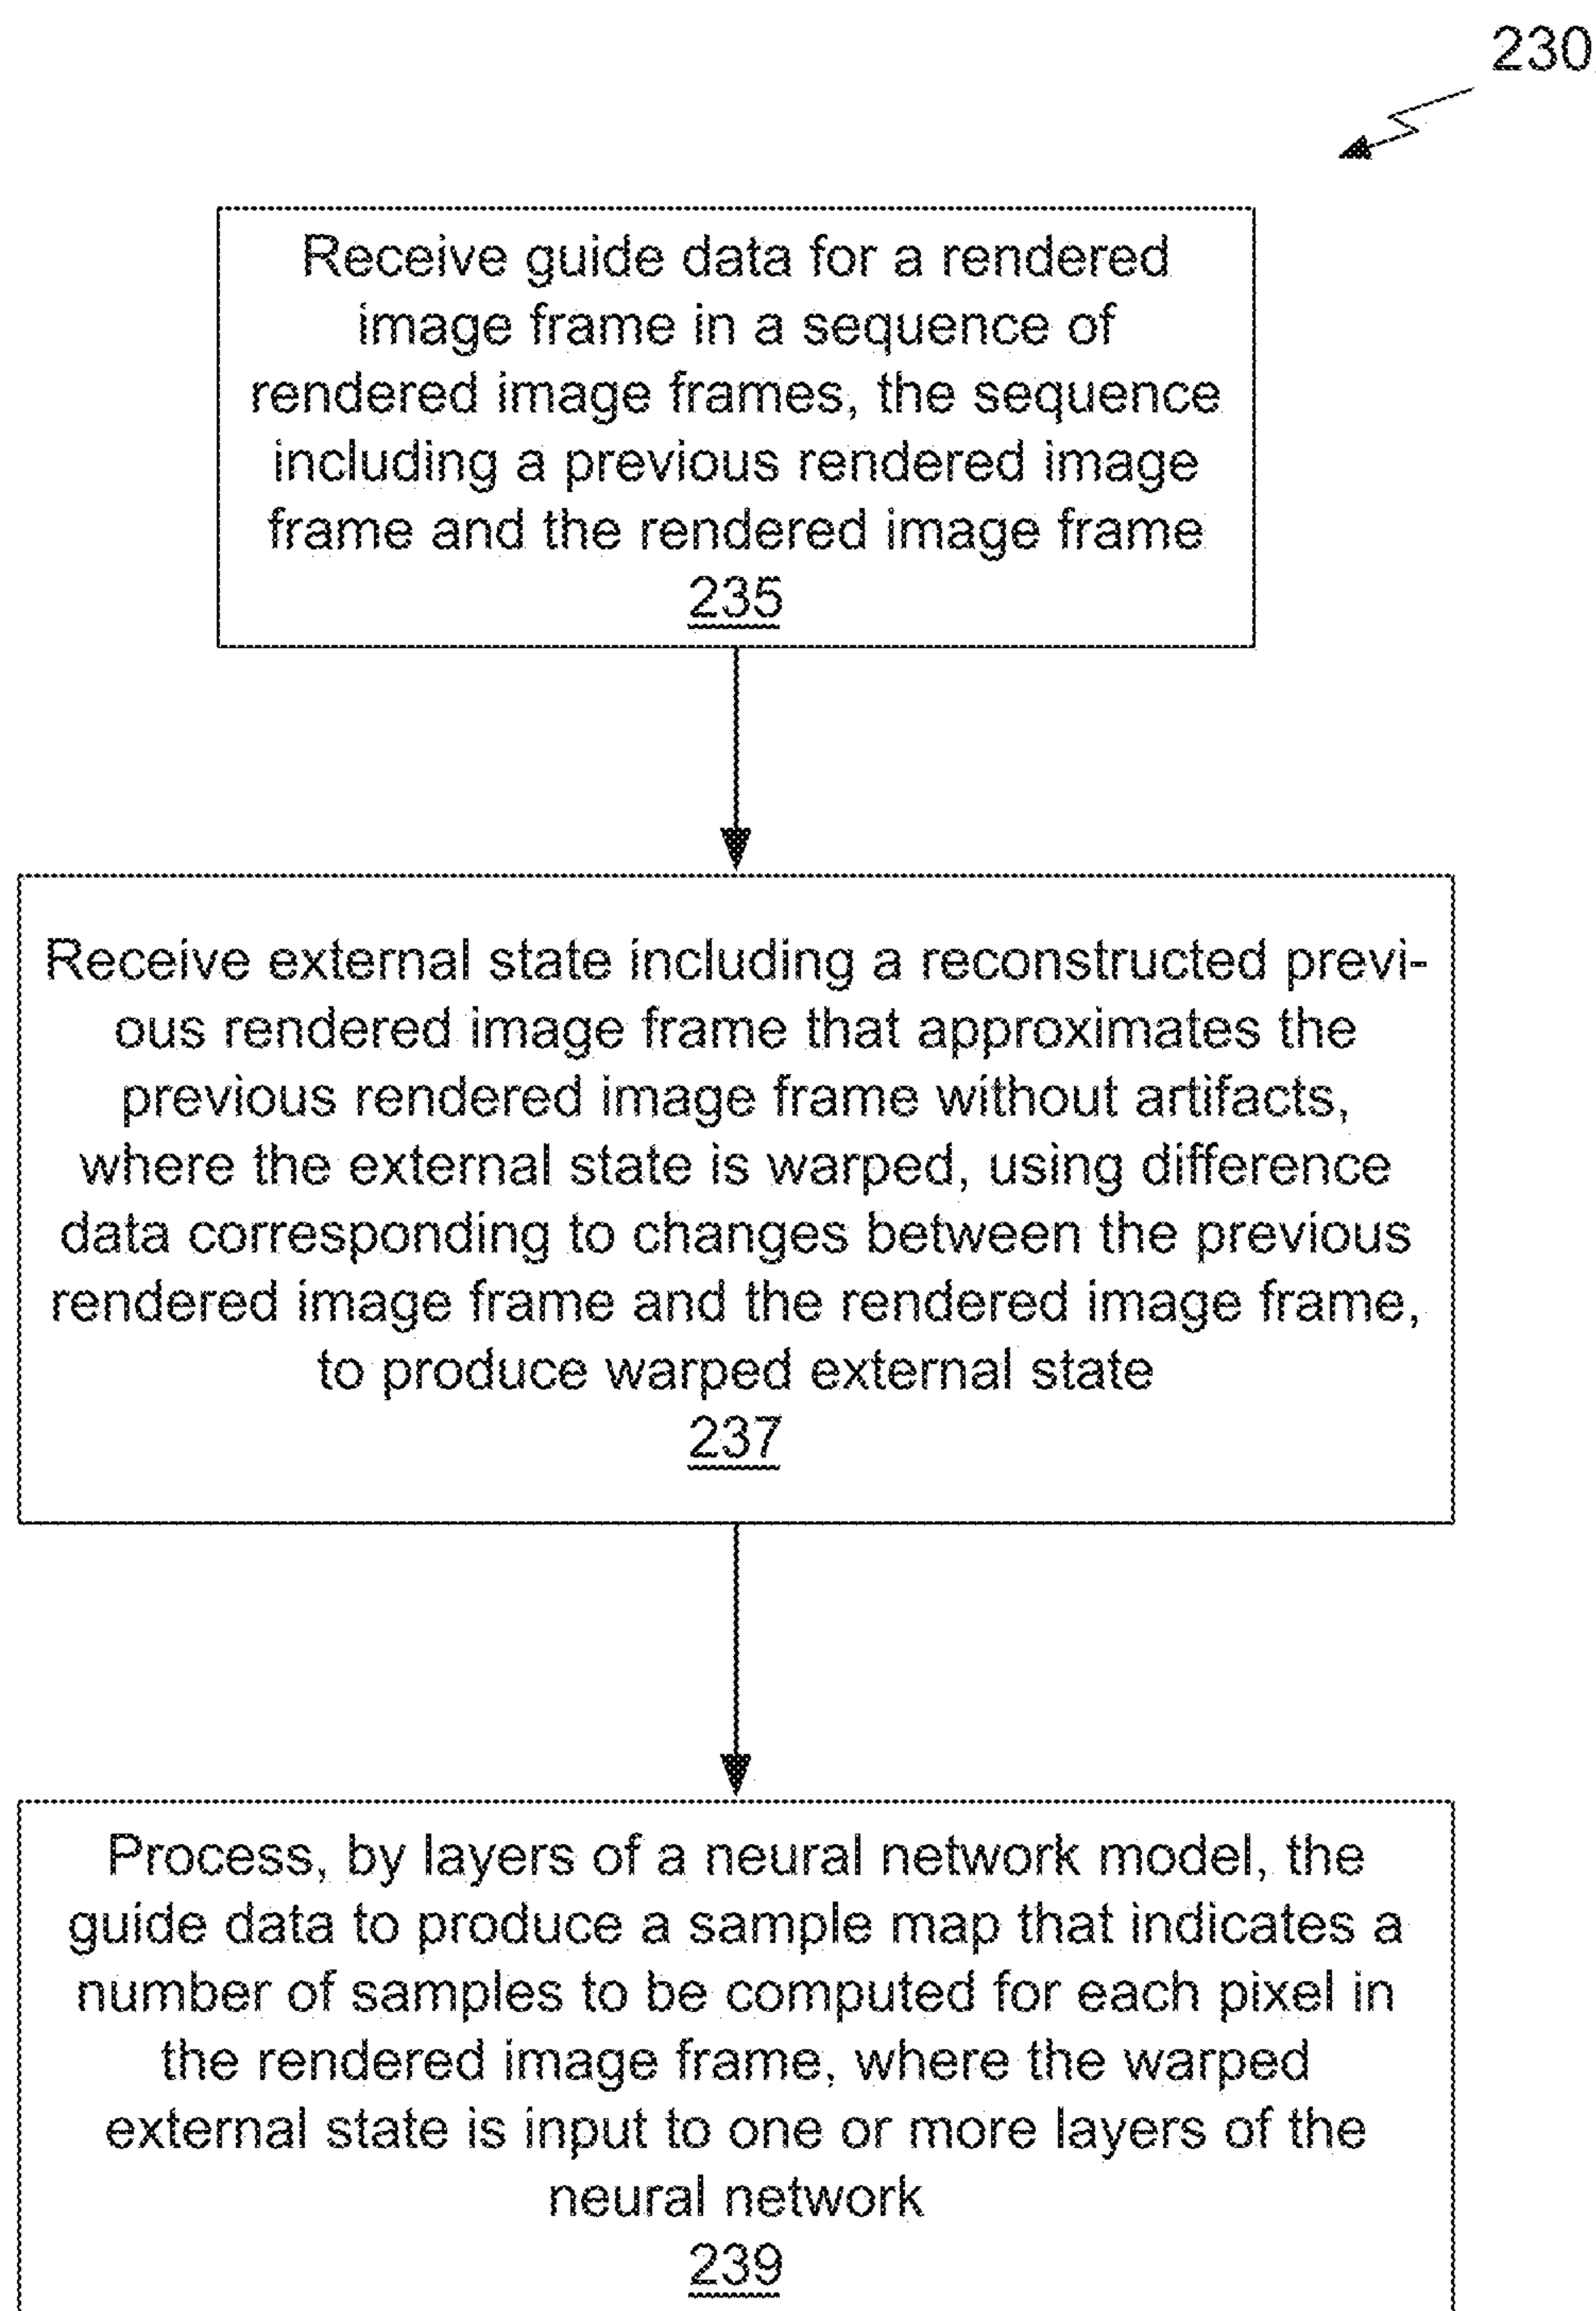 230
Receive guide data for a rendered
image frame in a sequence of
rendered image frames, the sequence
including a previous rendered image
frame and the rendered image frame
235
Receive external state including a reconstructed previ-
ous rendered image frame that approximates the
previous rendered image frame without artifacts,
where the external state is warped, using difference
data corresponding to changes between the previous
rendered image frame and the rendered image frame,
to produce warped external state
237
Process, by layers of a neural network model, the
guide data to produce a sample map that indicates a
number of samples to be computed for each pixel in
the rendered image frame, where the warped
external state is input to one or more layers of the
neural network
239